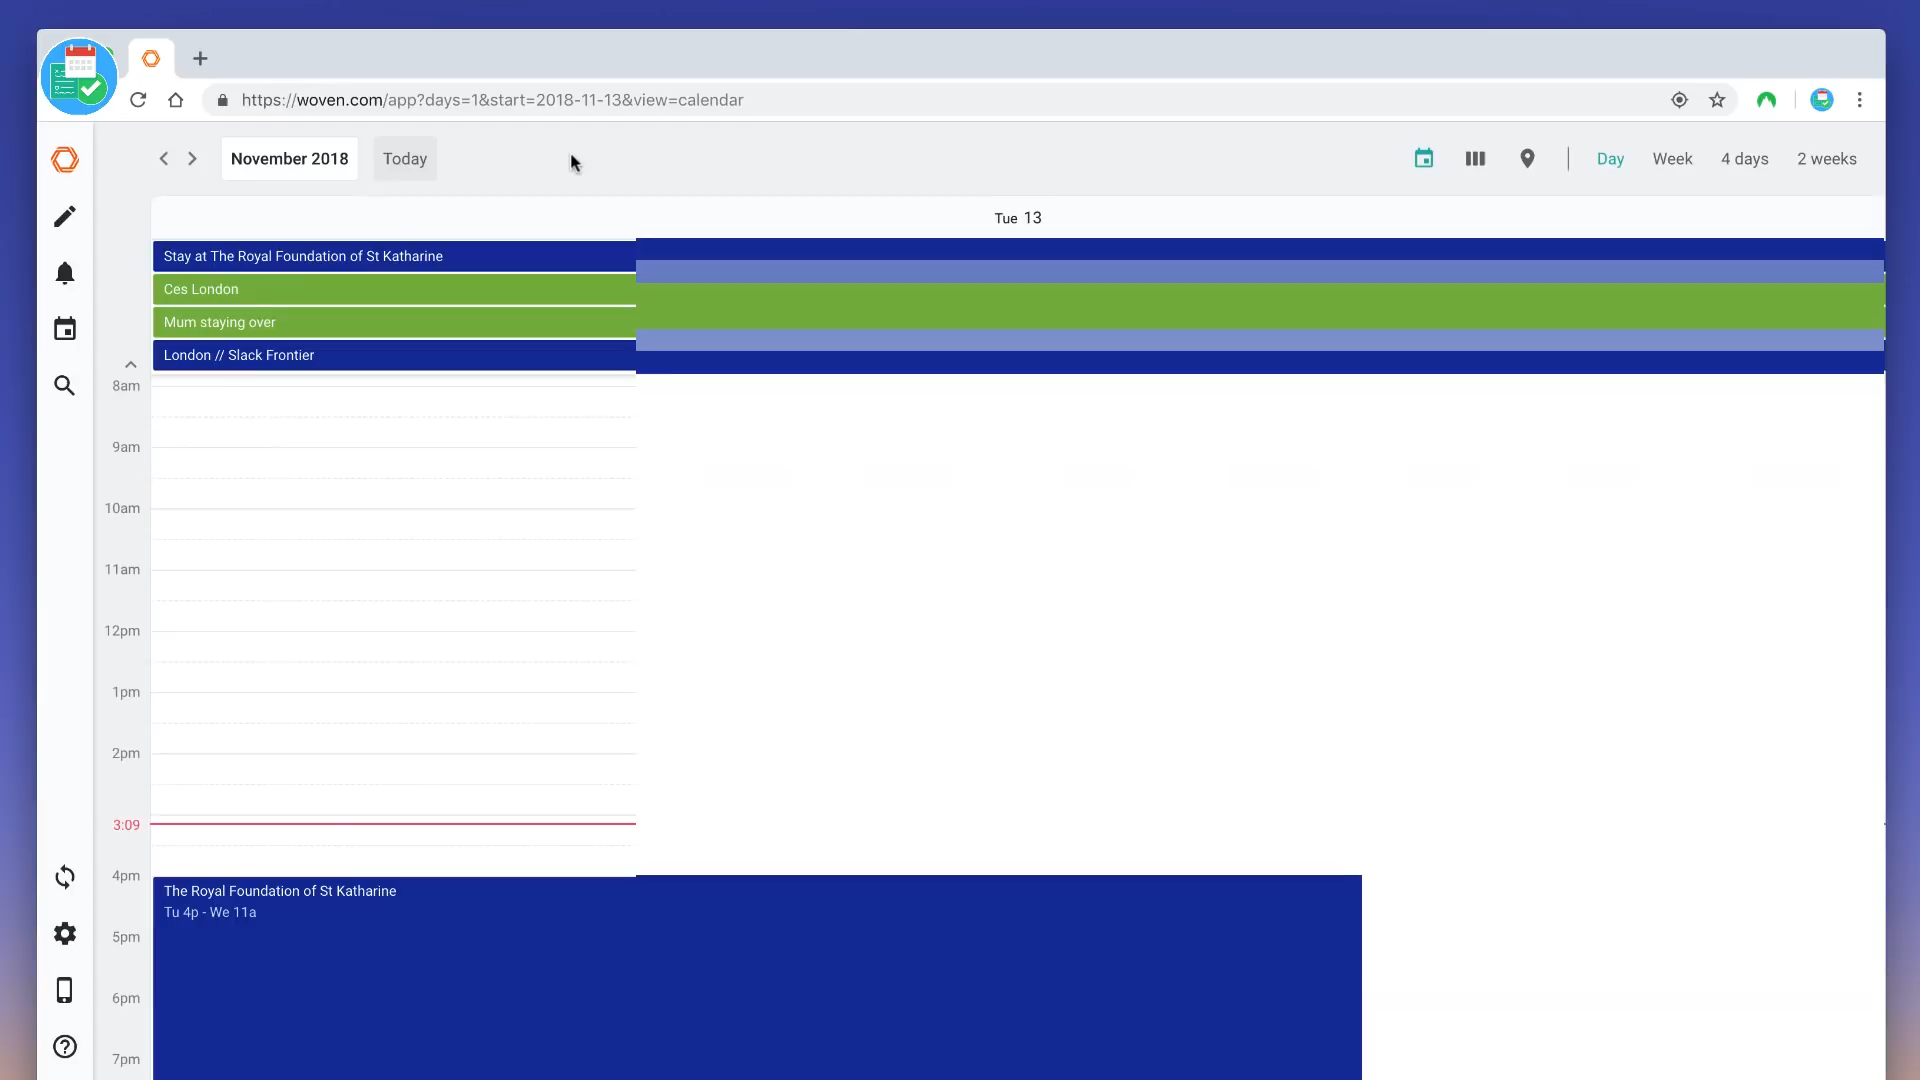 https://woven.com/app?days=1&start=2018-11-13&view=calendar
November 2018 Today Day Week 4 days 2 weeks
Tue 13
Stay at The Royal Foundation of St Katharine
Ces London
Mum staying over
London // Slack Frontier
8am
9am
10am
11am
12pm
1pm
2pm
3:09
4pm
The Royal Foundation of St Katharine
Tu 4p - We 11a
5pm
6pm
7pm